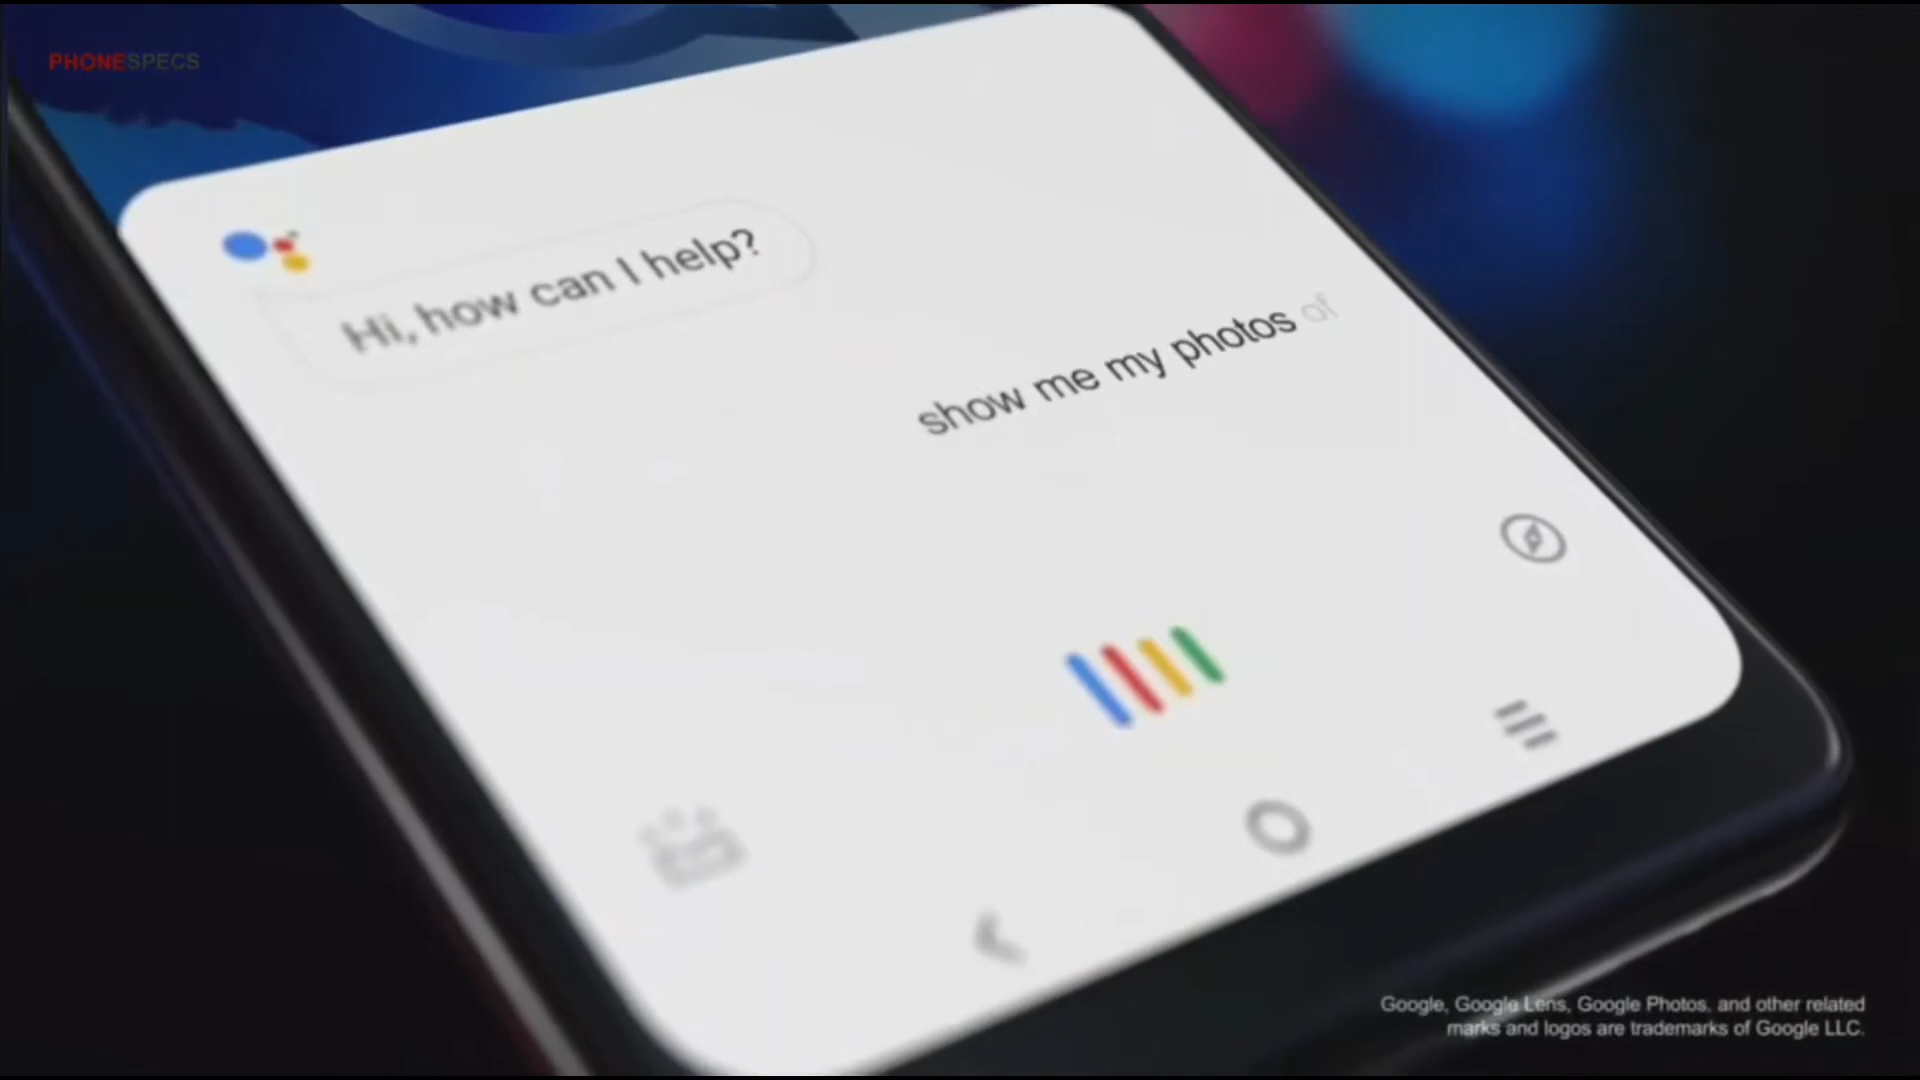 PHONESPECS
Hi, how can I help?
show me my photos of
Google, Google Lens, Google Photos, and other related
marks and logos are trademarks of Google LLC.